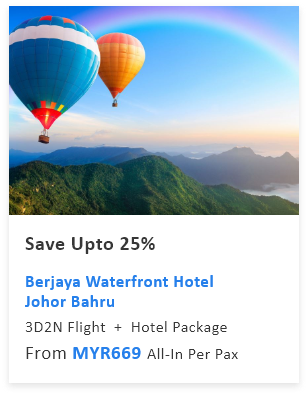 Save Upto 25%
Berjaya Waterfront Hotel
Johor Bahru
3D2N Flight + Hotel Package
From MYR669 All-In Per Pax